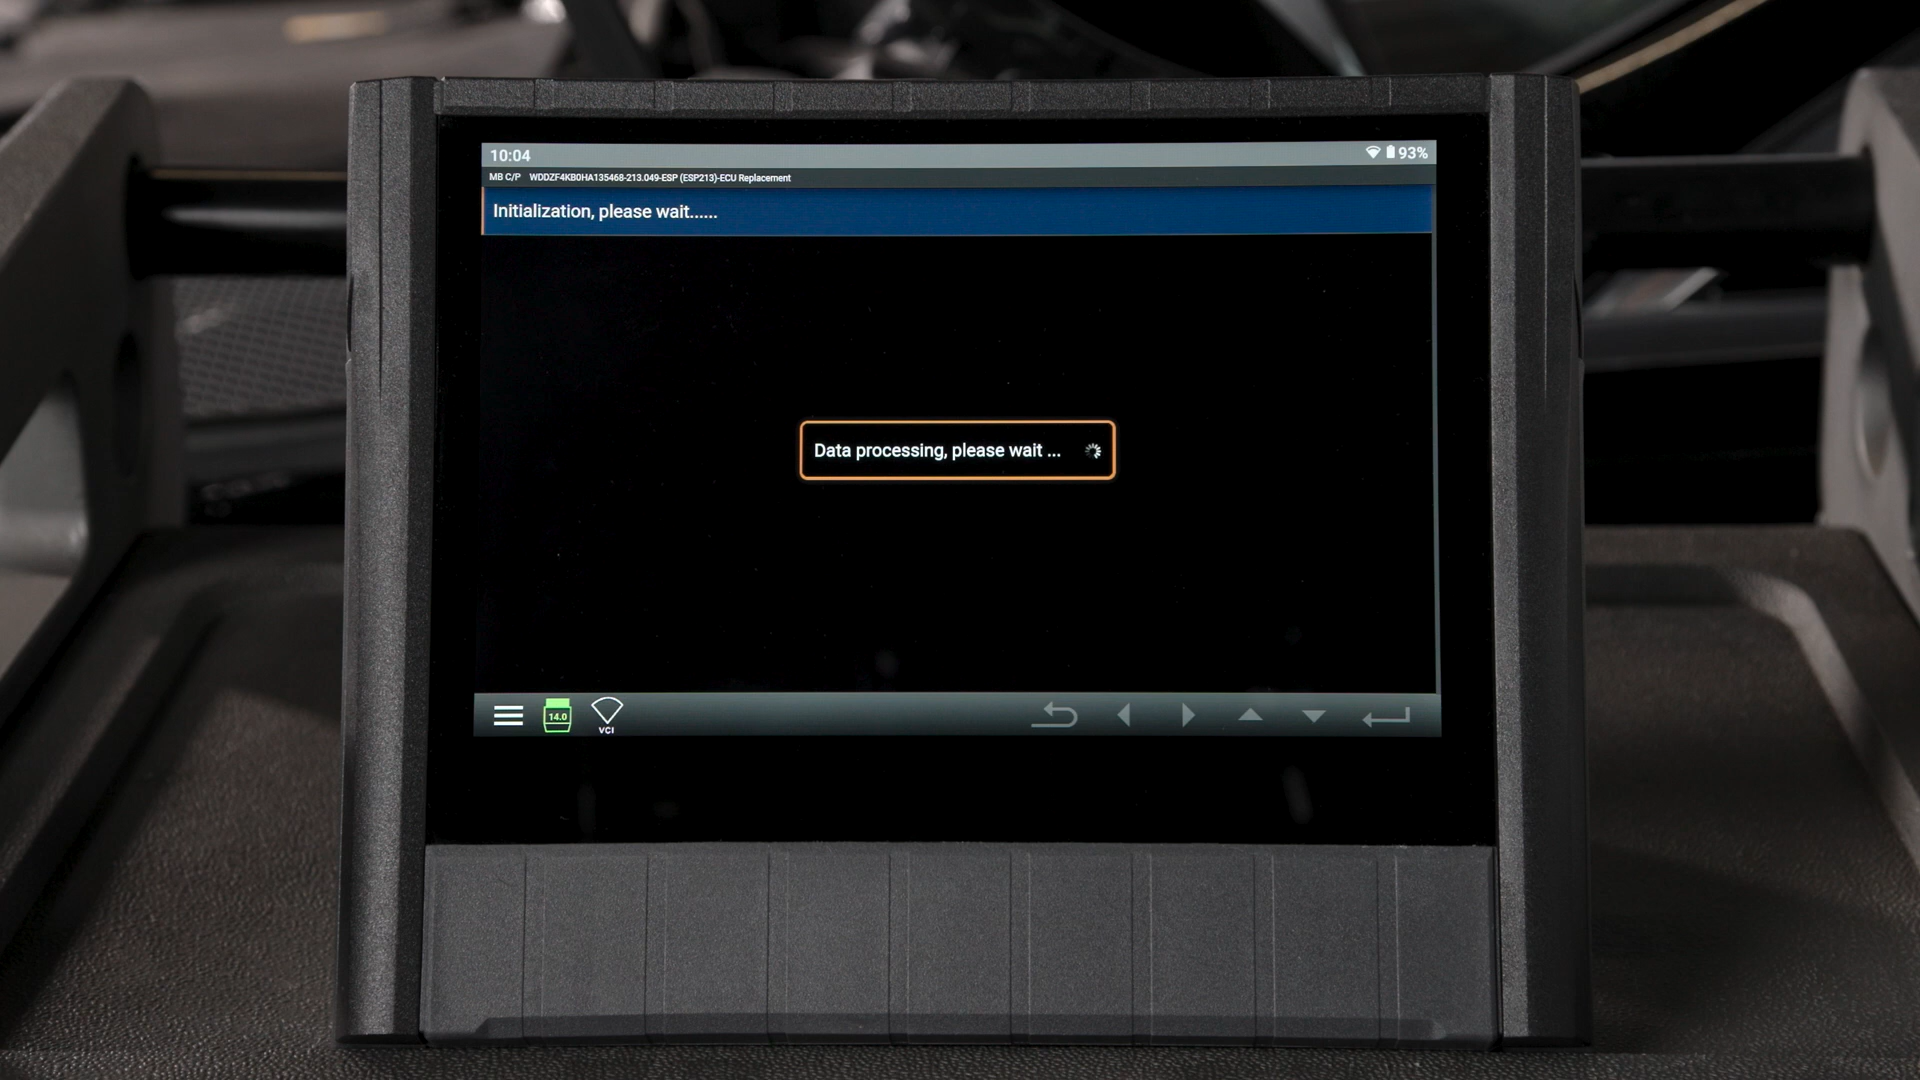 10:04
93%
MB C/P WDDZF4KB0HA135468-213.049-ESP (ESP213)-ECU Replacement
Initialization, please wait......
Data processing, please wait ...
14.0
VCI